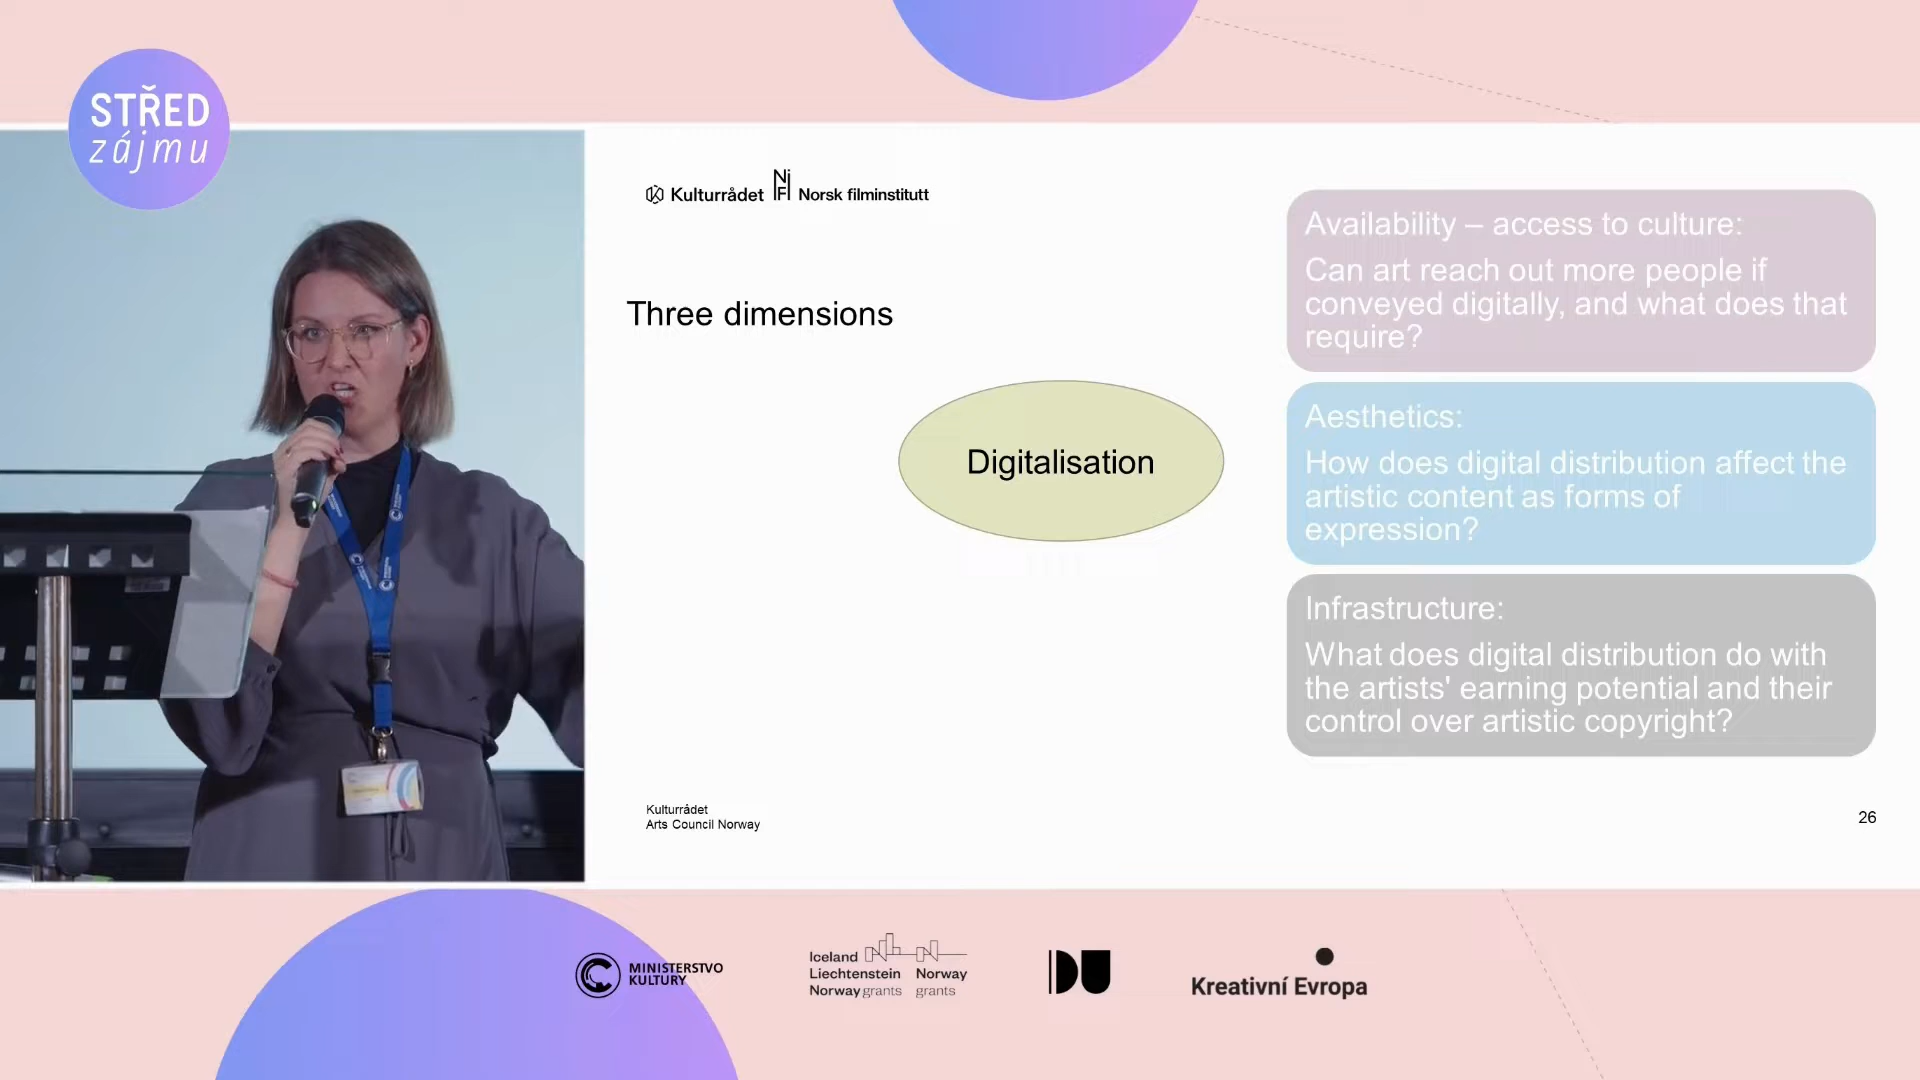 STŘED
zájmu
Kulturrådet
NFI
Norsk filminstitutt
Three dimensions
Digitalisation
Availability – access to culture:
Can art reach out more people if
conveyed digitally, and what does that
require?
Aesthetics:
How does digital distribution affect the
artistic content as forms of
expression?
Infrastructure:
What does digital distribution do with
the artists' earning potential and their
control over artistic copyright?
Kulturrådet
Arts Council Norway
26
MINISTERSTVO
KULTURY
Iceland
Liechtenstein
Norway grants
Norway
grants
DU
Kreativní Evropa